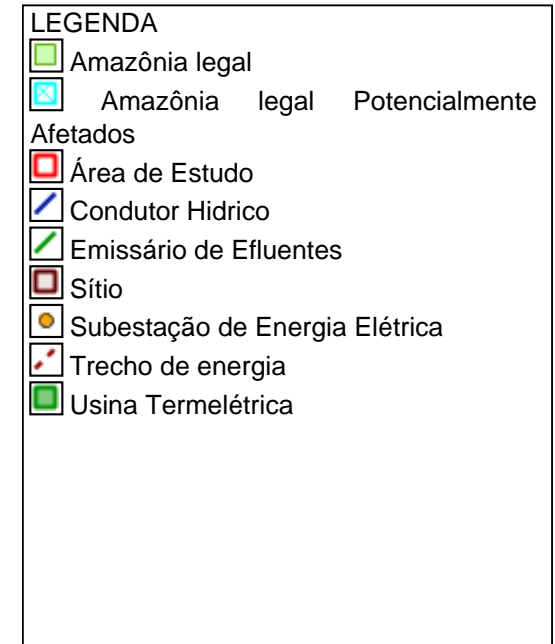 LEGENDA
Amazônia legal
Amazônia legal Potencialmente
Afetados
Área de Estudo
Condutor Hidrico
Emissário de Efluentes
Sítio
Subestação de Energia Elétrica
Trecho de energia
Usina Termelétrica